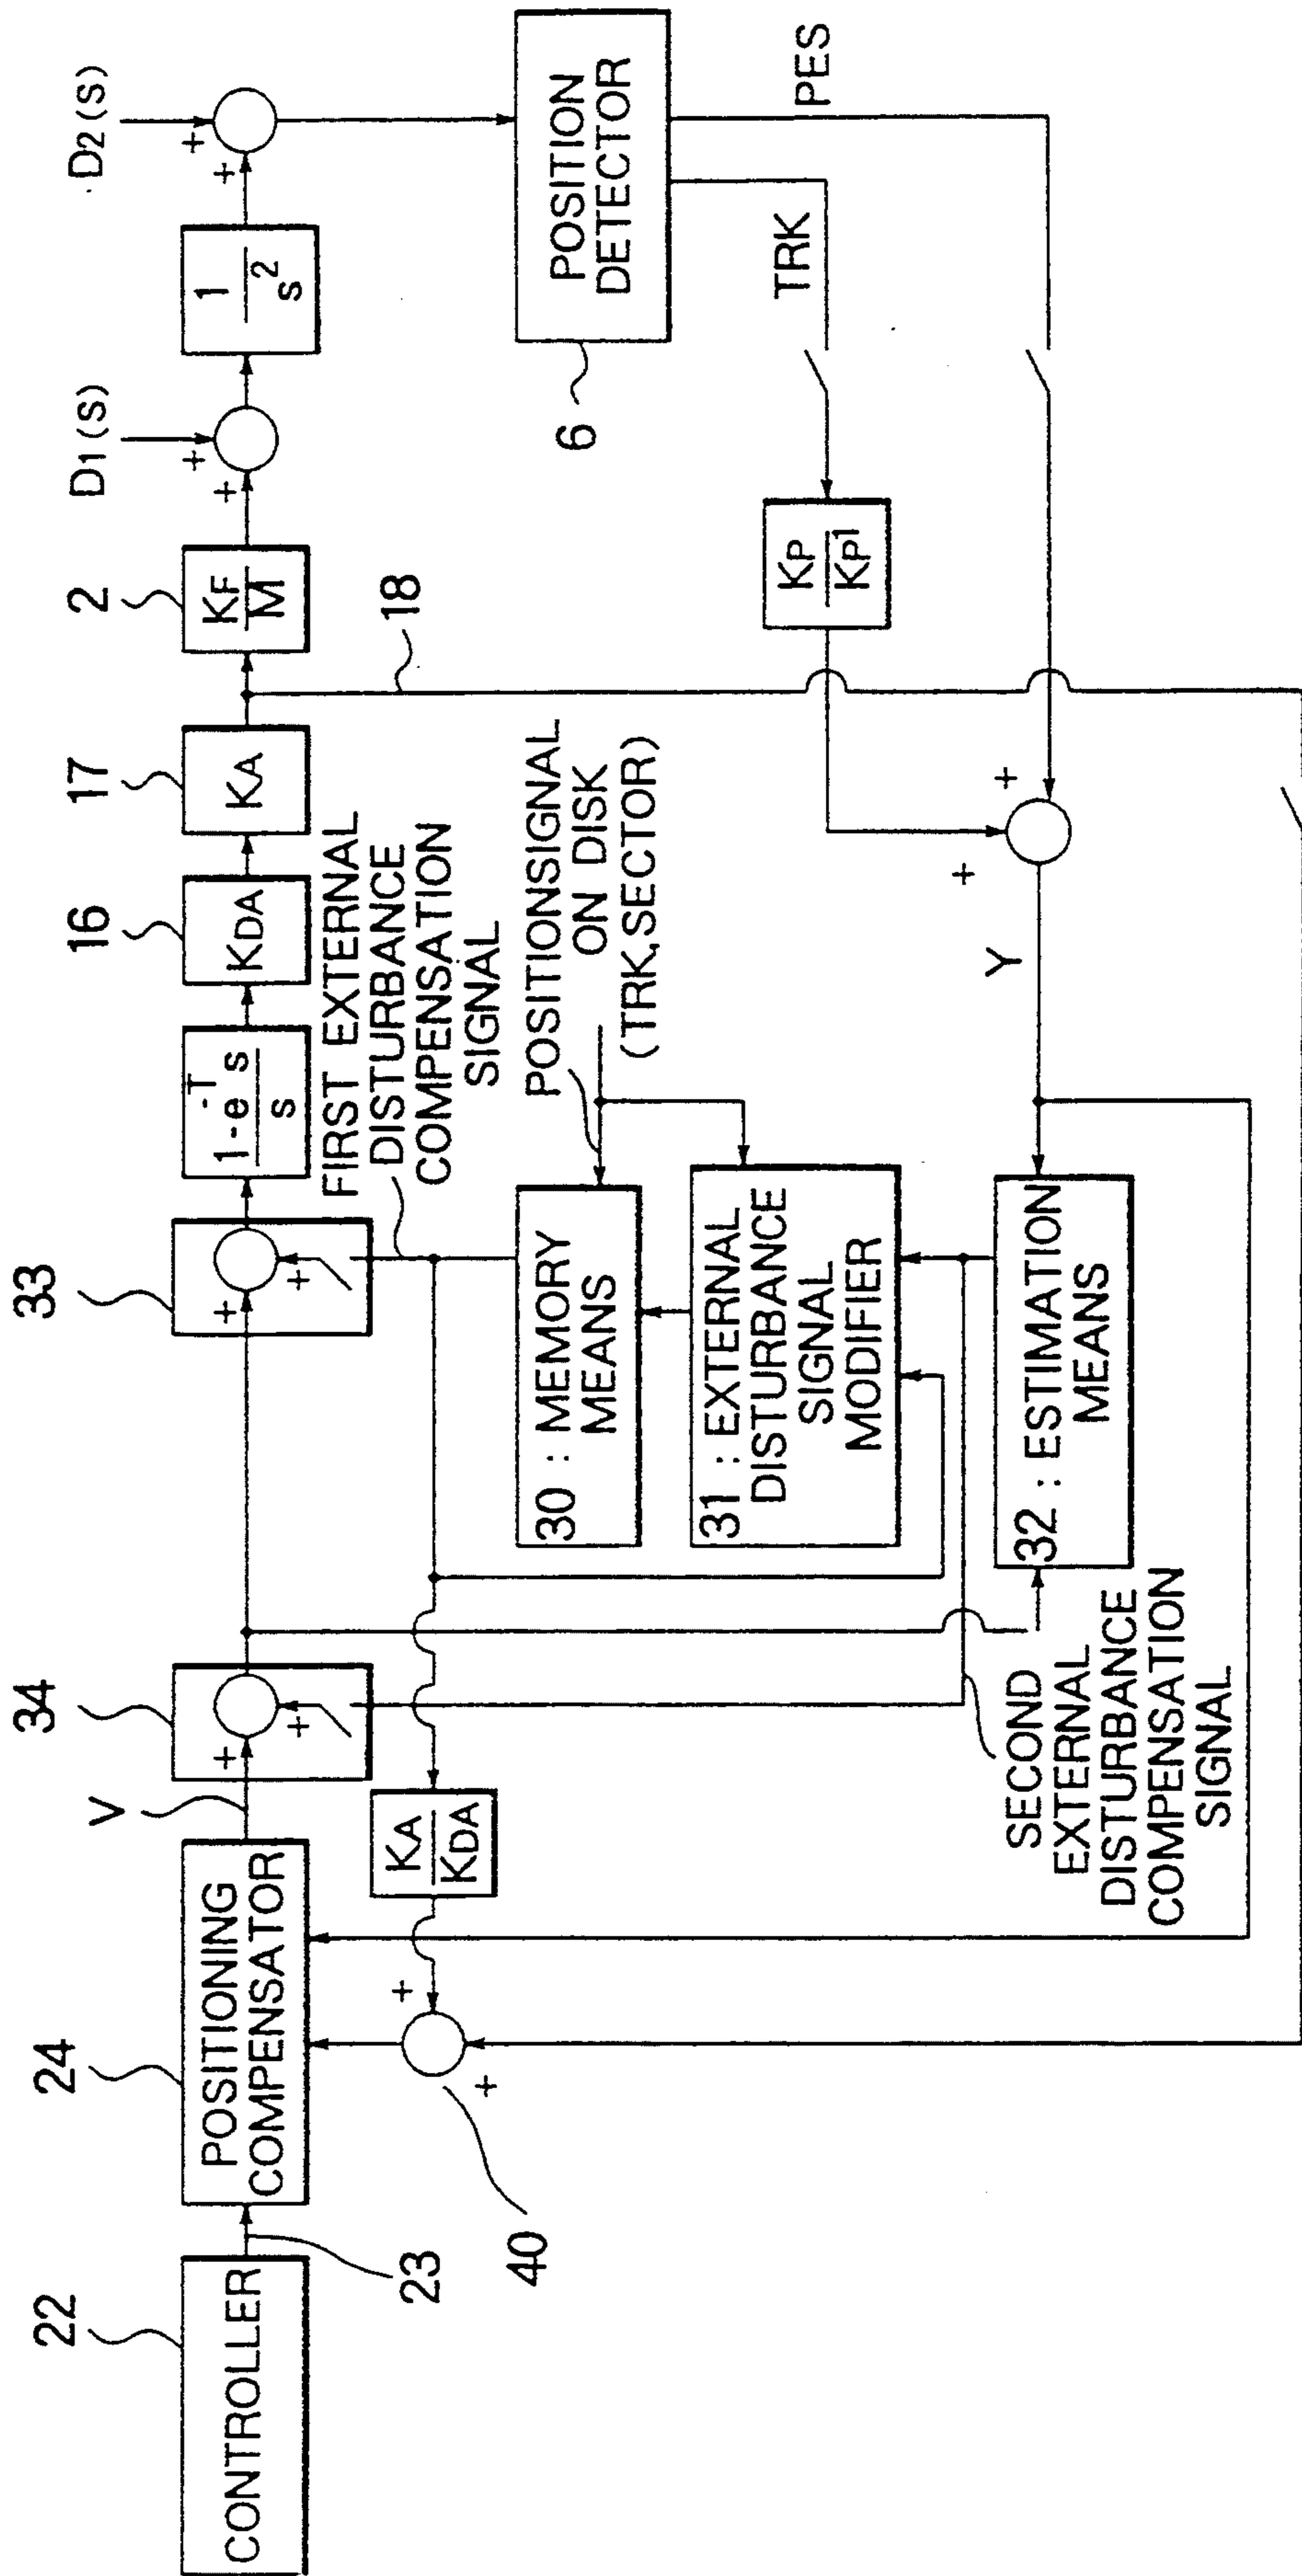 22
CONTROLLER
23
24
POSITIONING
COMPENSATOR
V
34
+
+
33
+
+
1-e^-Ts
s
16
KDA
17
KA
18
2
KF
M
D1(S)
+
+
1
s²
D2(S)
+
+
POSITION
DETECTOR
6
TRK
PES
KP
KP1
+
+
Y
FIRST EXTERNAL
DISTURBANCE
COMPENSATION
SIGNAL
POSITIONSIGNAL
ON DISK
(TRK,SECTOR)
30 : MEMORY
MEANS
31 : EXTERNAL
DISTURBANCE
SIGNAL
MODIFIER
32 : ESTIMATION
MEANS
KA
KDA
+
+
40
SECOND
EXTERNAL
DISTURBANCE
COMPENSATION
SIGNAL